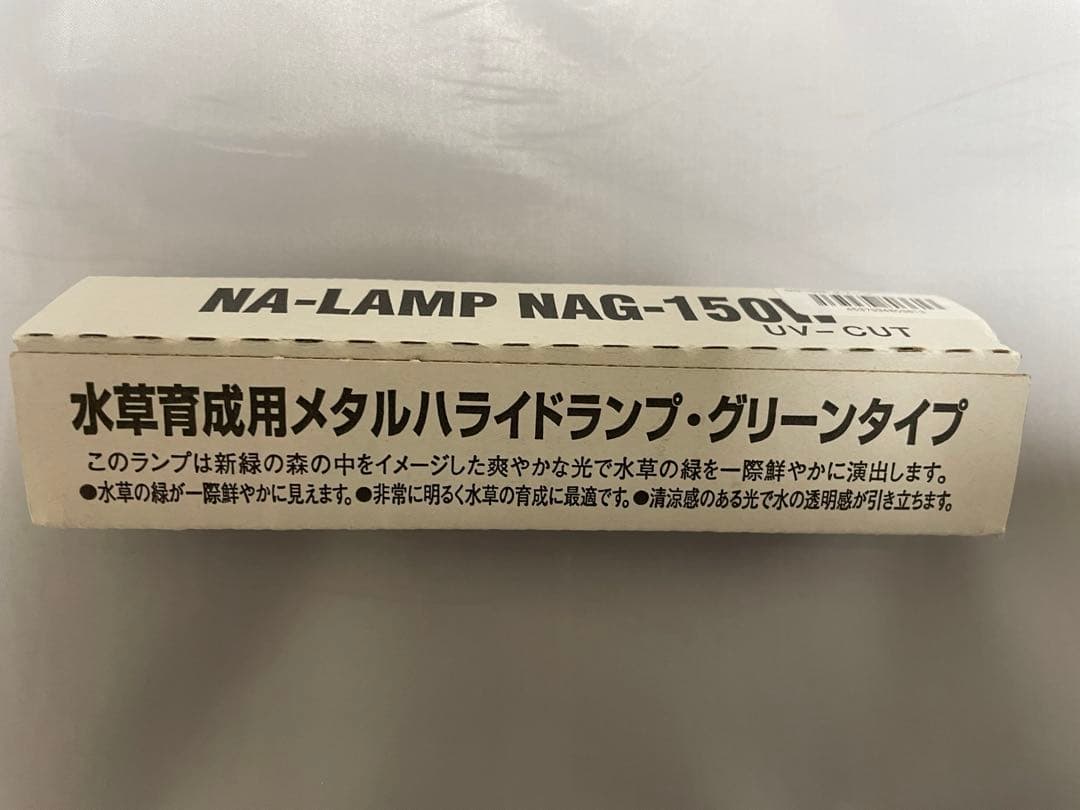 NA-LAMP NAG-150W
UV-CUT
水草育成用メタルハライドランプ・グリーンタイプ
このランプは新緑の森の中をイメージした爽やかな光で水草の緑を一際鮮やかに演出します。
●水草の緑が一際鮮やかに見えます。●非常に明るく水草の育成に最適です。●清涼感のある光で水の透明感が引き立ちます。